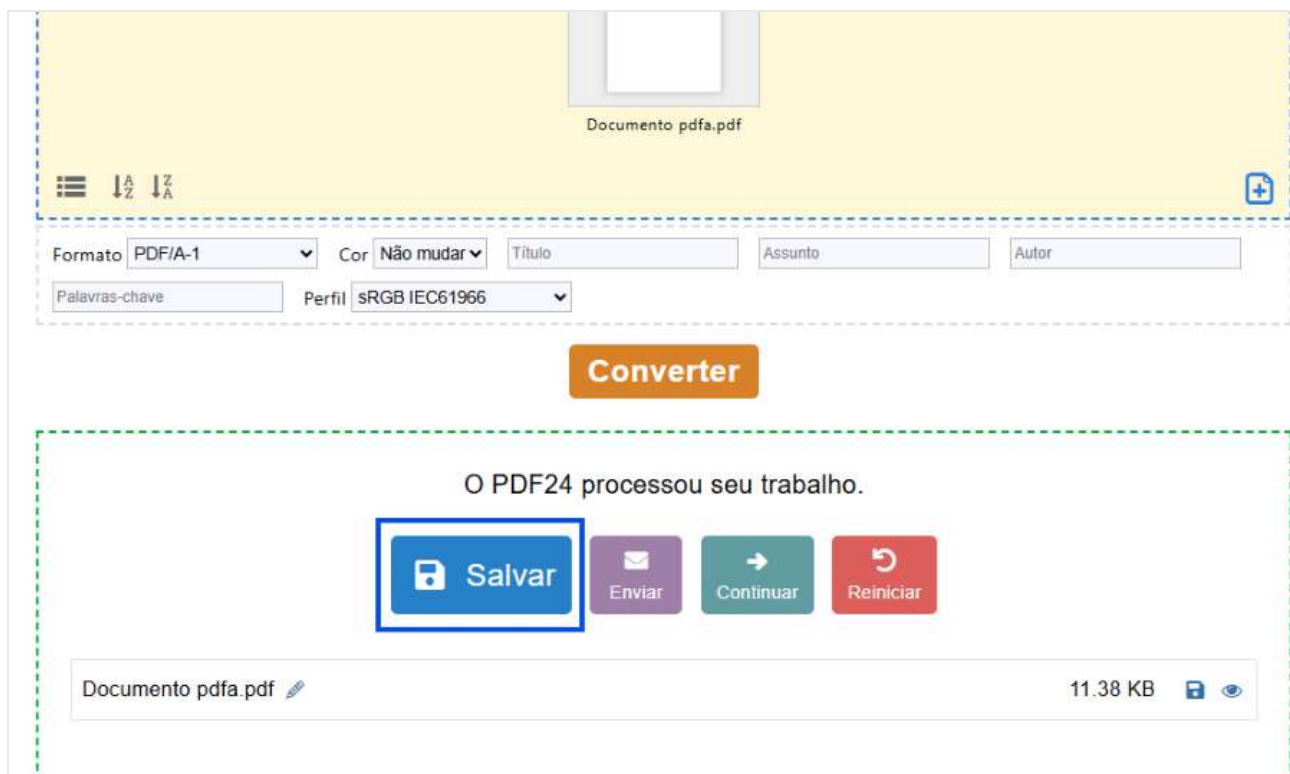 Documento pdfa.pdf
A Z Z A
Formato PDF/A-1 Cor Não mudar Título Assunto Autor
Palavras-chave Perfil sRGB IEC61966
Converter
O PDF24 processou seu trabalho.
Salvar Enviar Continuar Reiniciar
Documento pdfa.pdf 11.38 KB